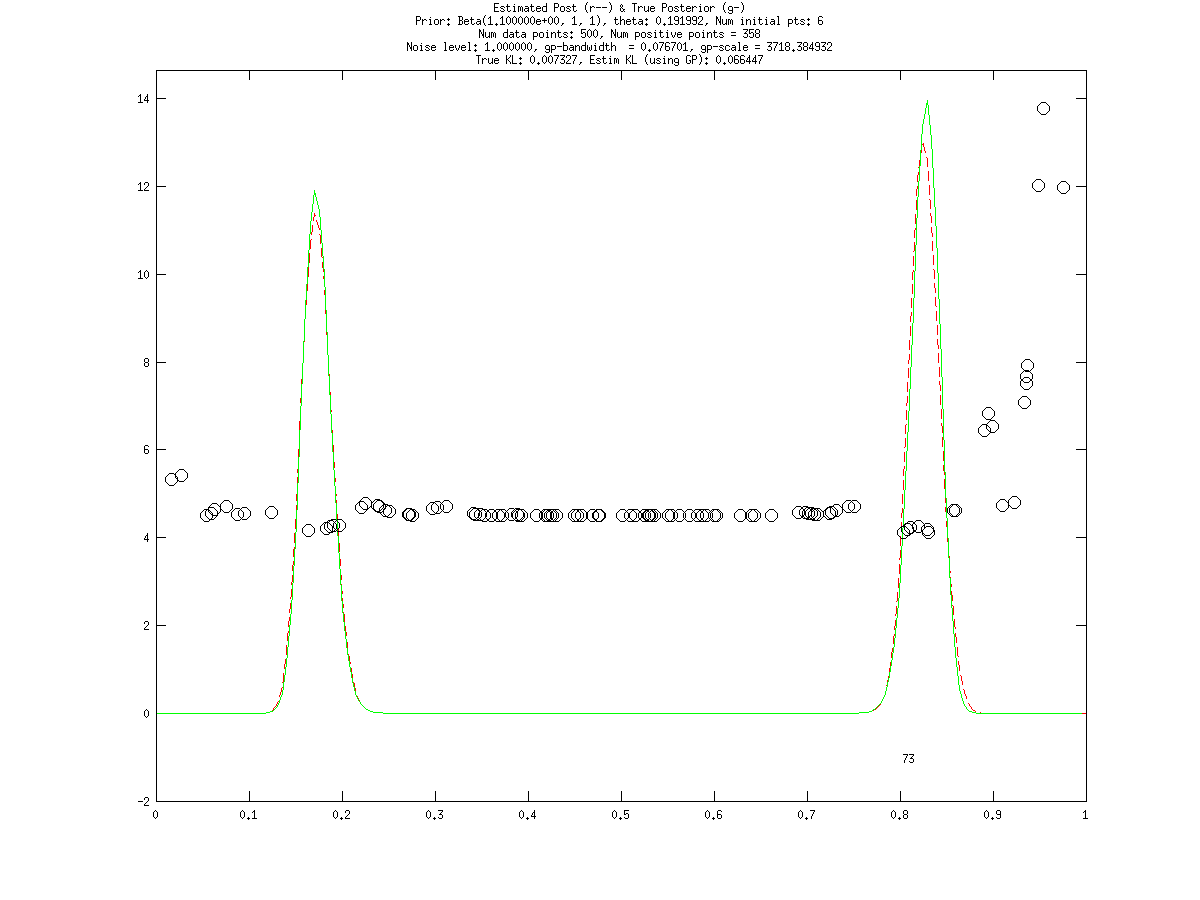 Estimated Post (r--) & True Posterior (g-)
Prior: Beta(1.100000e+00, 1, 1), theta: 0.191992, Num initial pts: 6
Num data points: 500, Num positive points = 358
Noise level: 1.000000, gp-bandwidth  = 0.076701, gp-scale = 3718.384932
True KL: 0.007327, Estim KL (using GP): 0.066447
14
12
10
8
6
4
2
0
73
-2
0 0.1 0.2 0.3 0.4 0.5 0.6 0.7 0.8 0.9 1